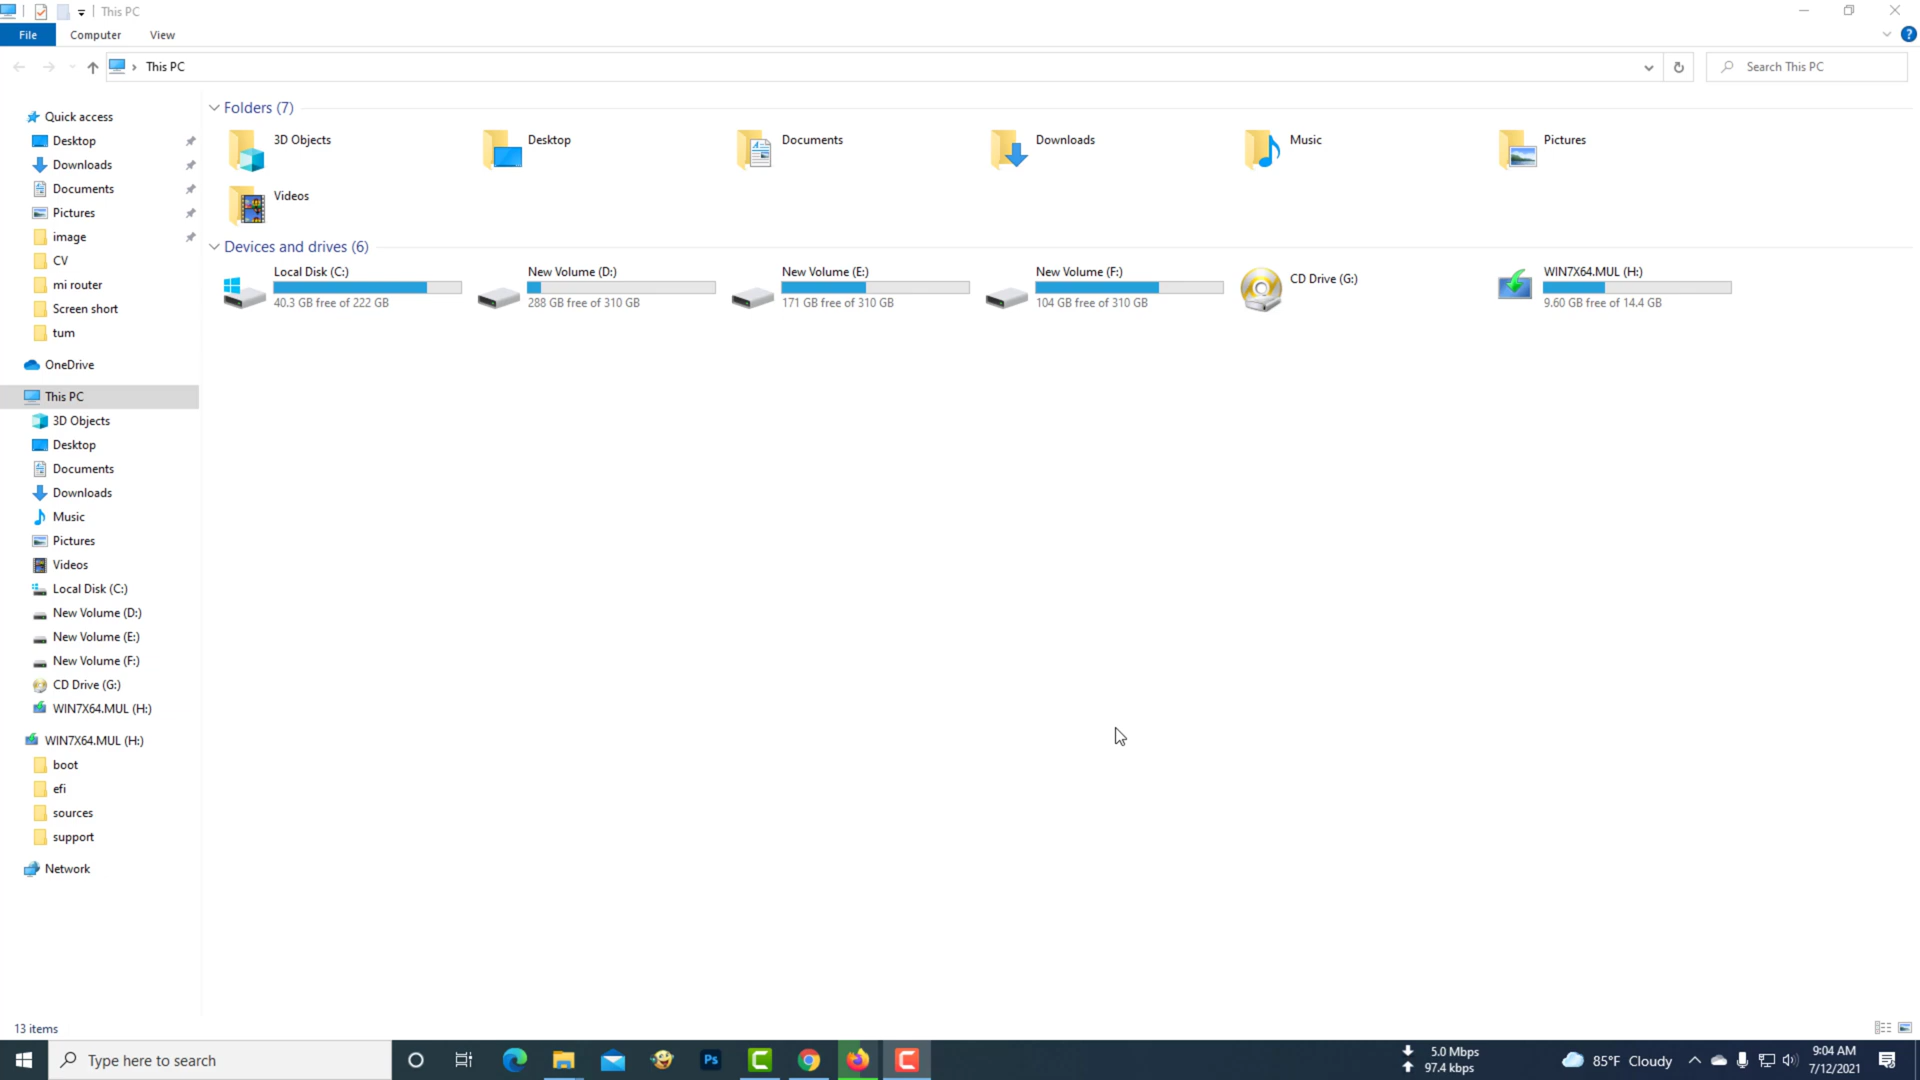 This PC
File Computer View
This PC
Search This PC
Quick access
Desktop
Downloads
Documents
Pictures
image
CV
mi router
Screen short
tum
OneDrive
This PC
3D Objects
Desktop
Documents
Downloads
Music
Pictures
Videos
Local Disk (C:)
New Volume (D:)
New Volume (E:)
New Volume (F:)
CD Drive (G:)
WIN7X64.MUL (H:)
WIN7X64.MUL (H:)
boot
efi
sources
support
Network
Folders (7)
3D Objects
Desktop
Documents
Downloads
Music
Pictures
Videos
Devices and drives (6)
Local Disk (C:)
40.3 GB free of 222 GB
New Volume (D:)
288 GB free of 310 GB
New Volume (E:)
171 GB free of 310 GB
New Volume (F:)
104 GB free of 310 GB
CD Drive (G:)
WIN7X64.MUL (H:)
9.60 GB free of 14.4 GB
13 items
Type here to search
Ps
5.0 Mbps
97.4 kbps
85°F Cloudy
9:04 AM
7/12/2021